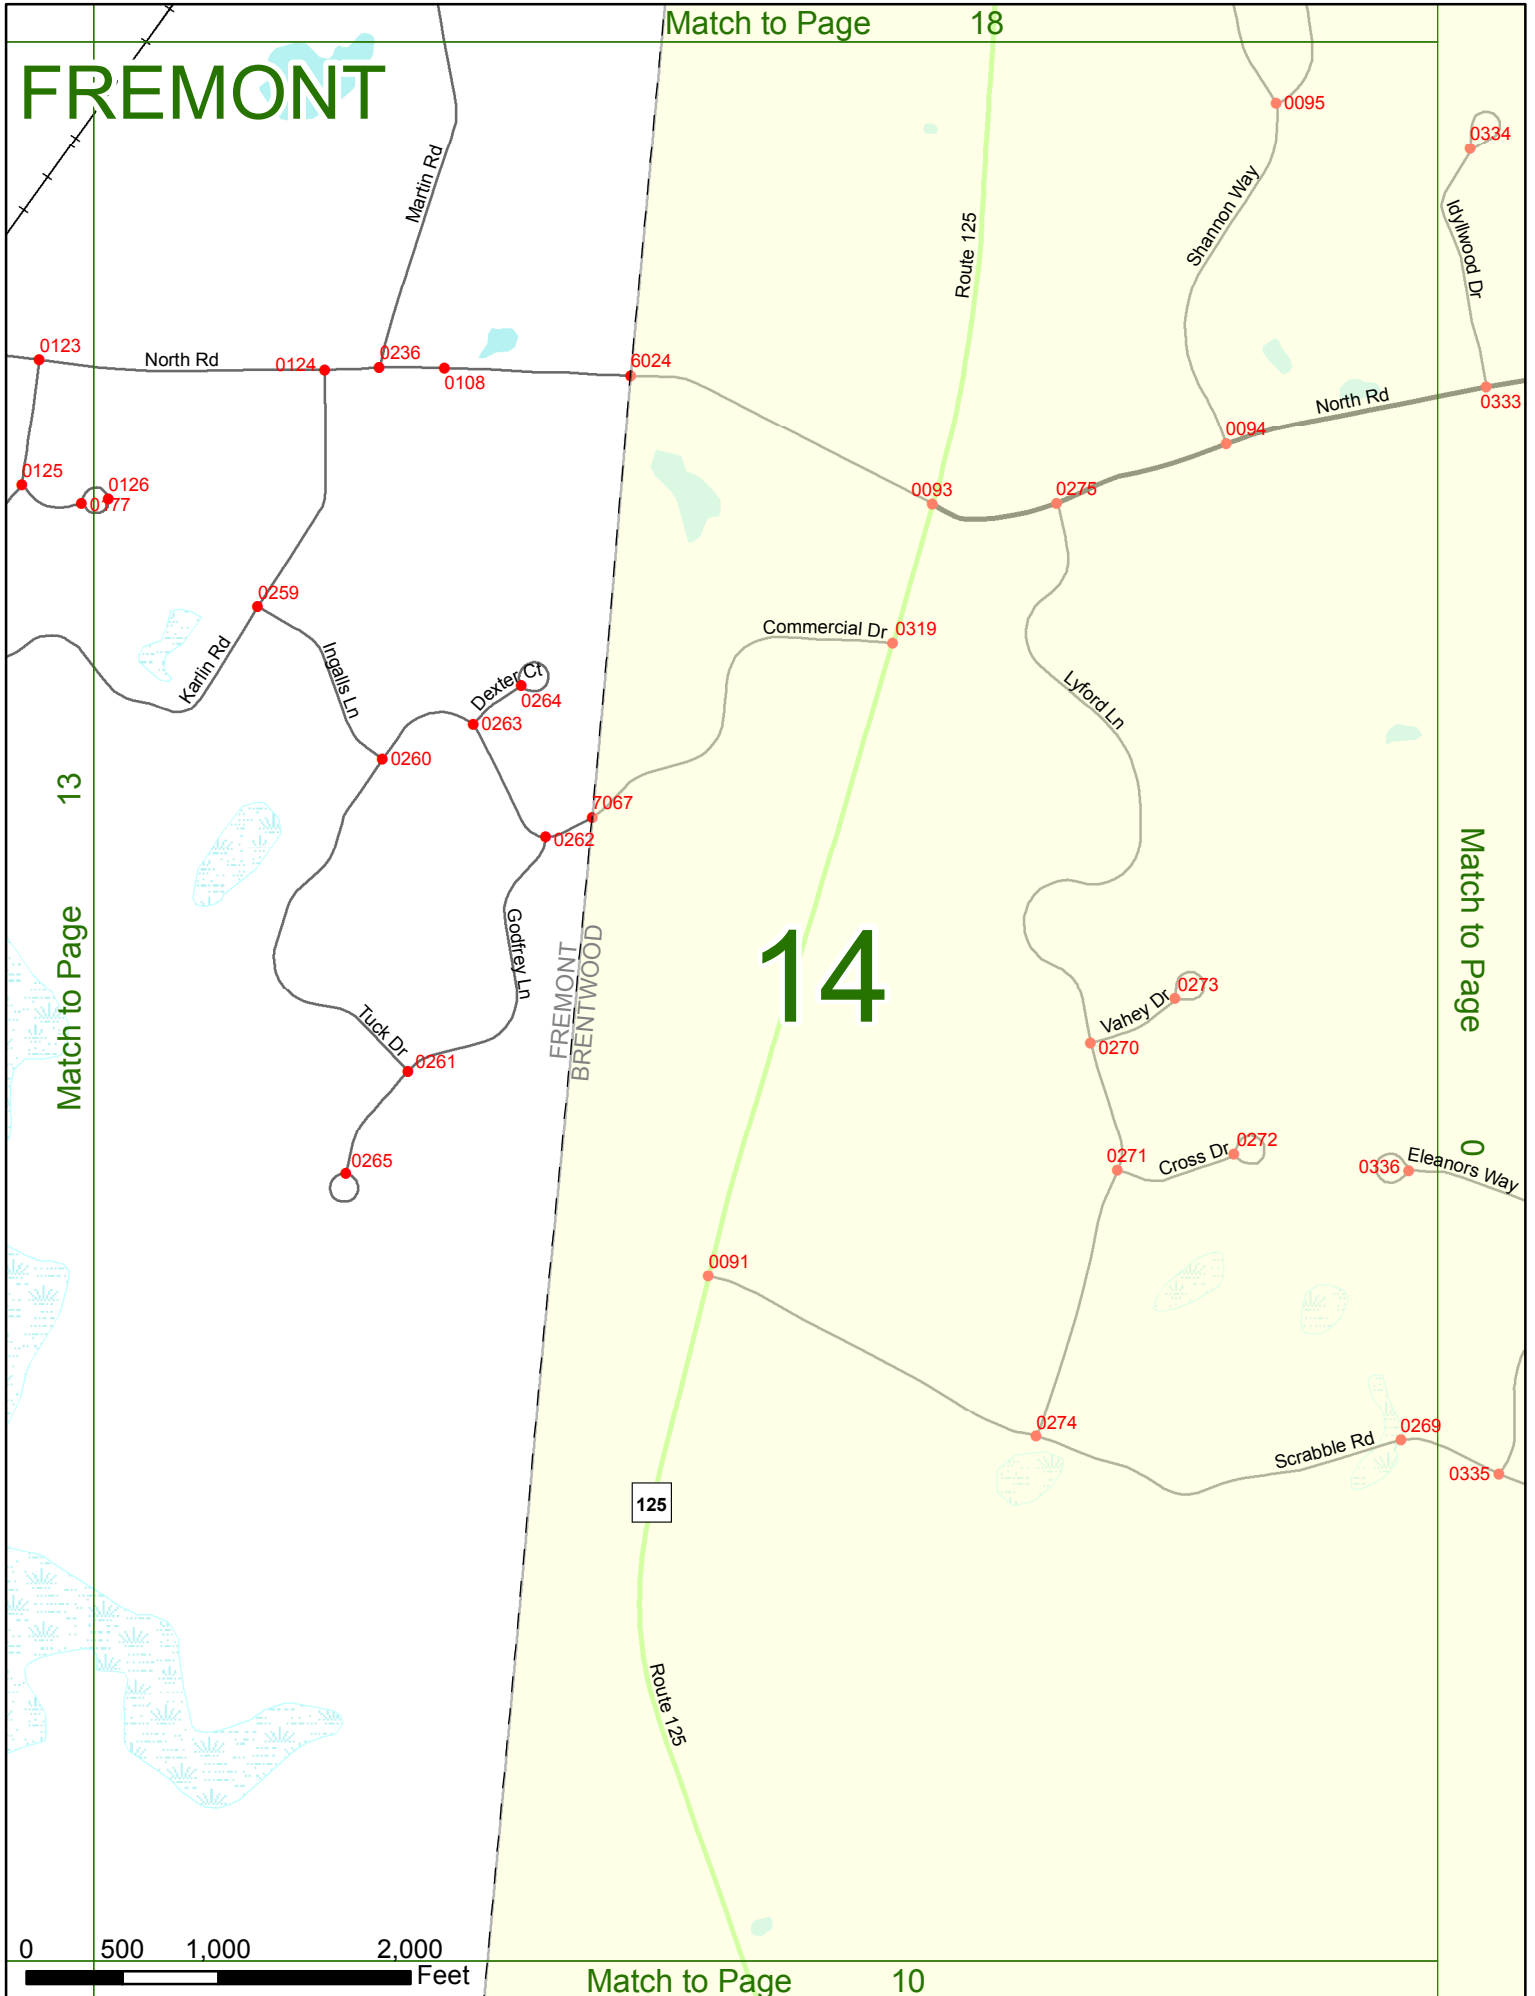 Match to Page 18
FREMONT
0095
0334
Martin Rd
Shannon Way
Idyllwood Dr
Route 125
0123
North Rd
0124
0236
0108
6024
North Rd
0333
0094
0125
0126
0177
0093
0275
0259
Commercial Dr
0319
Karlin Rd
Ingalls Ln
Dexter Ct
0264
0263
Lyford Ln
0260
13
Match to Page
7067
0262
Match to Page
0
Godfrey Ln
14
FREMONT
BRENTWOOD
0273
Vahey Dr
Tuck Dr
0270
0261
0272
0271
Cross Dr
0336
Eleanors Way
0265
0091
0274
0269
Scrabble Rd
0335
125
Route 125
0 500 1,000 2,000
Feet
Match to Page 10